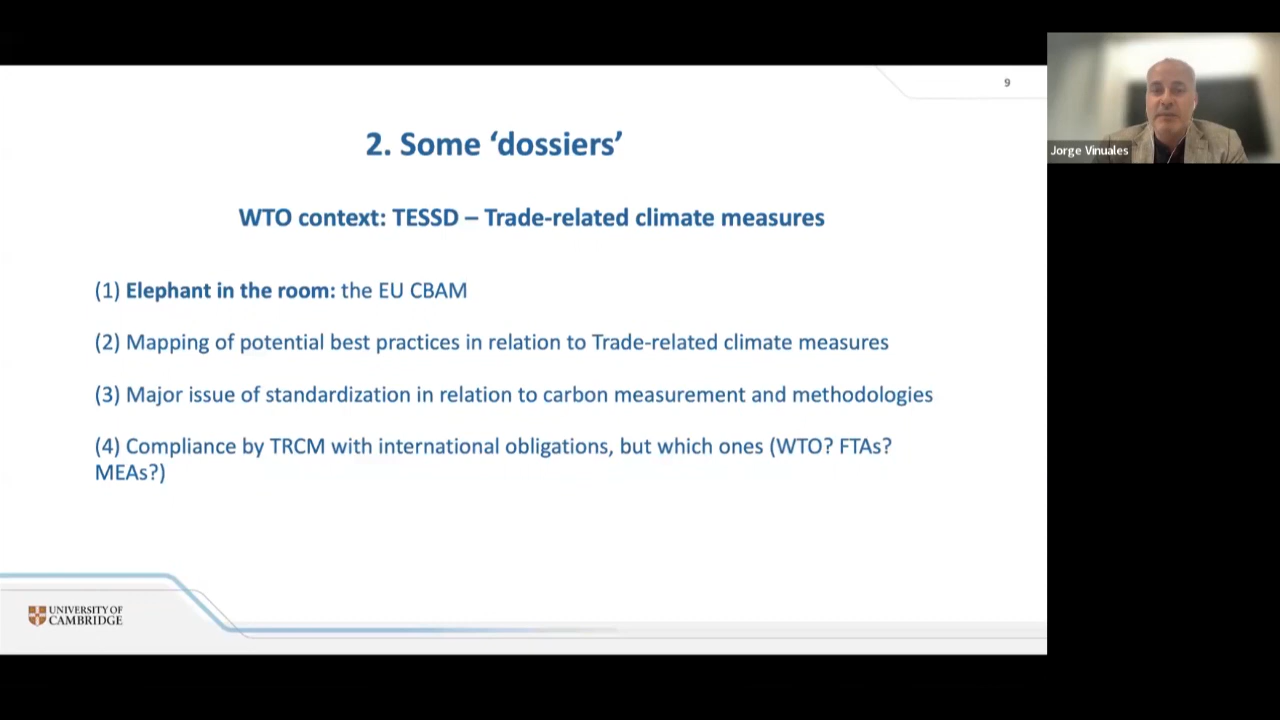 9
2. Some ‘dossiers’
WTO context: TESSD – Trade-related climate measures
(1) Elephant in the room: the EU CBAM
(2) Mapping of potential best practices in relation to Trade-related climate measures
(3) Major issue of standardization in relation to carbon measurement and methodologies
(4) Compliance by TRCM with international obligations, but which ones (WTO? FTAs?
MEAs?)
UNIVERSITY OF
CAMBRIDGE
Jorge Vinuales